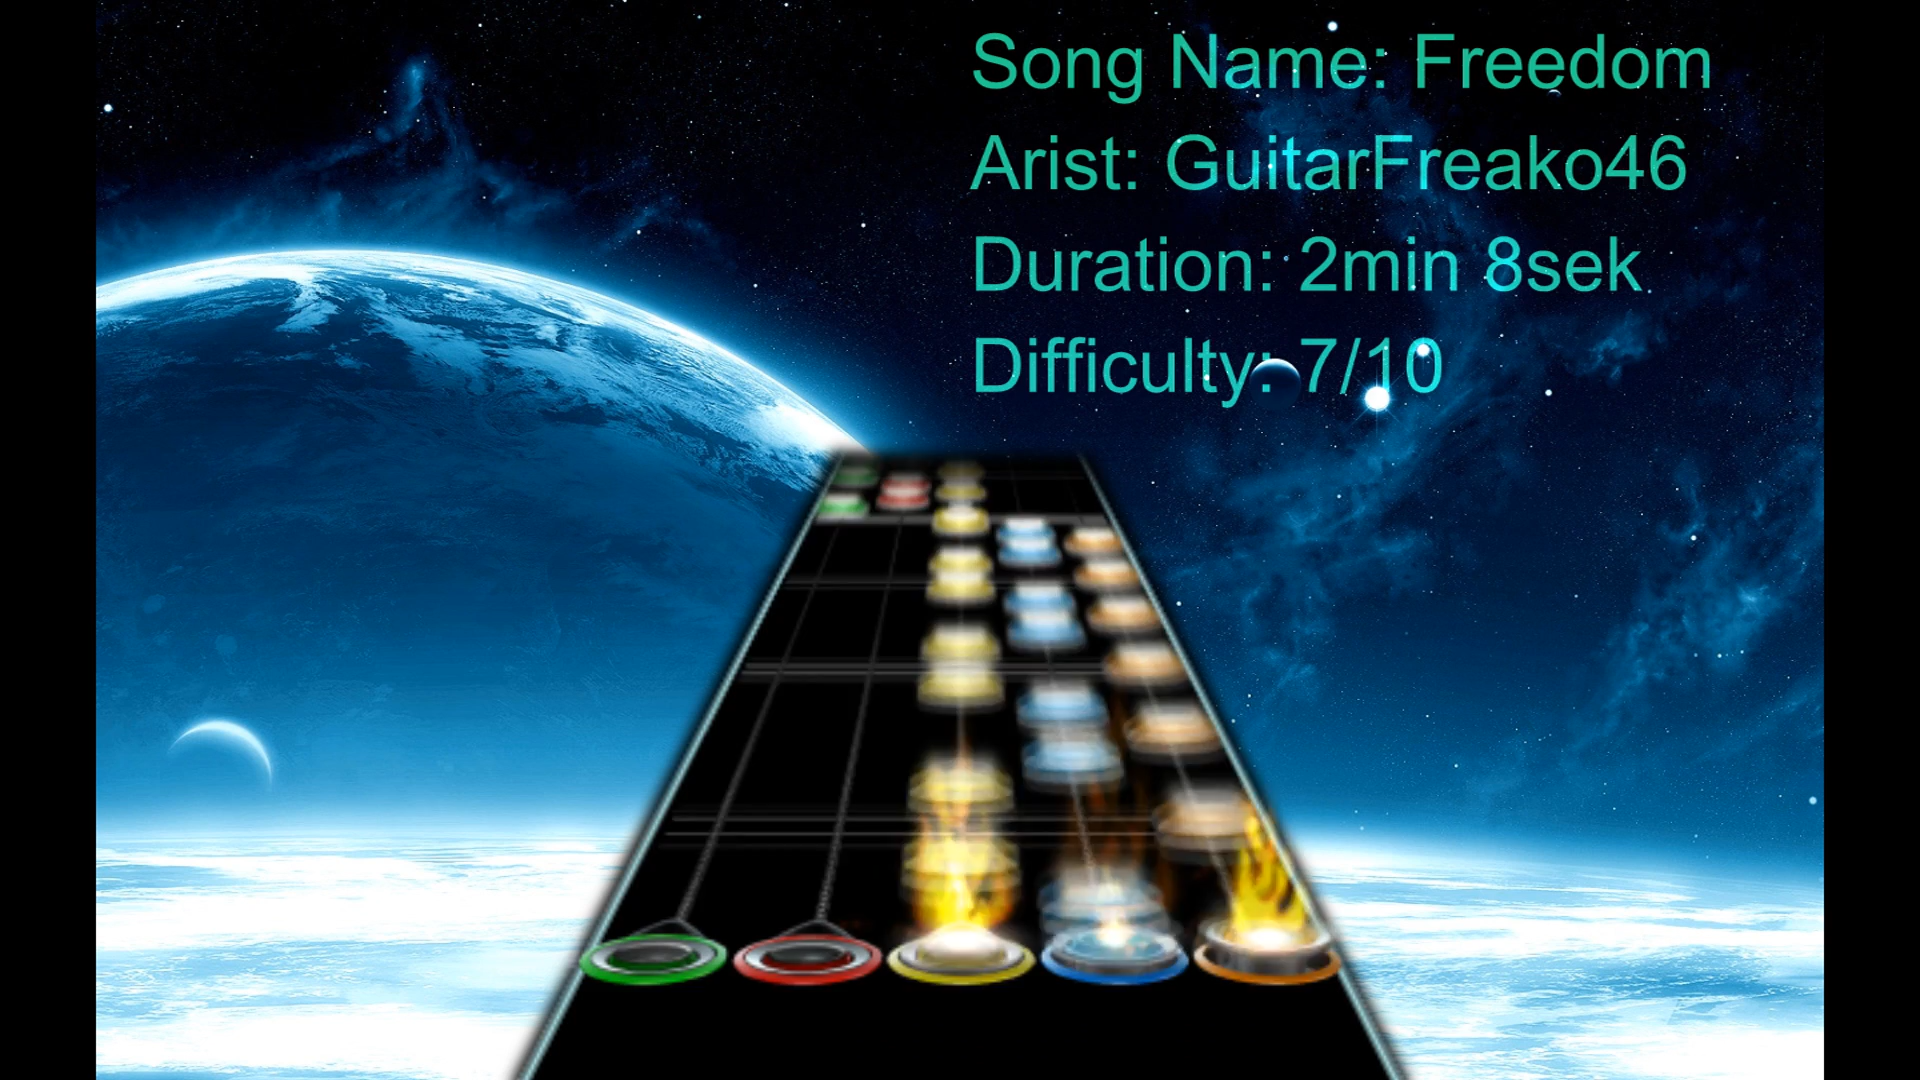 Song Name: Freedom
Arist: GuitarFreako46
Duration: 2min 8sek
Difficulty: 7/10